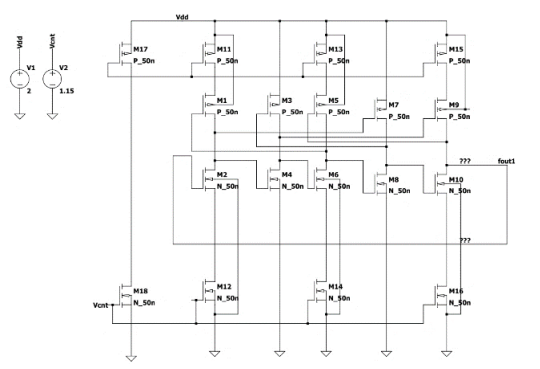 Vdd
Vdd
Vcnt
V1
2
V2
1.15
M17
P_50n
M11
P_50n
M13
P_50n
M15
P_50n
M1
P_50n
M3
P_50n
M5
P_50n
M7
P_50n
M9
P_50n
???
fout1
M2
N_50n
M4
N_50n
M6
N_50n
M8
N_50n
M10
N_50n
???
M18
N_50n
Vcnt
M12
N_50n
M14
N_50n
M16
N_50n